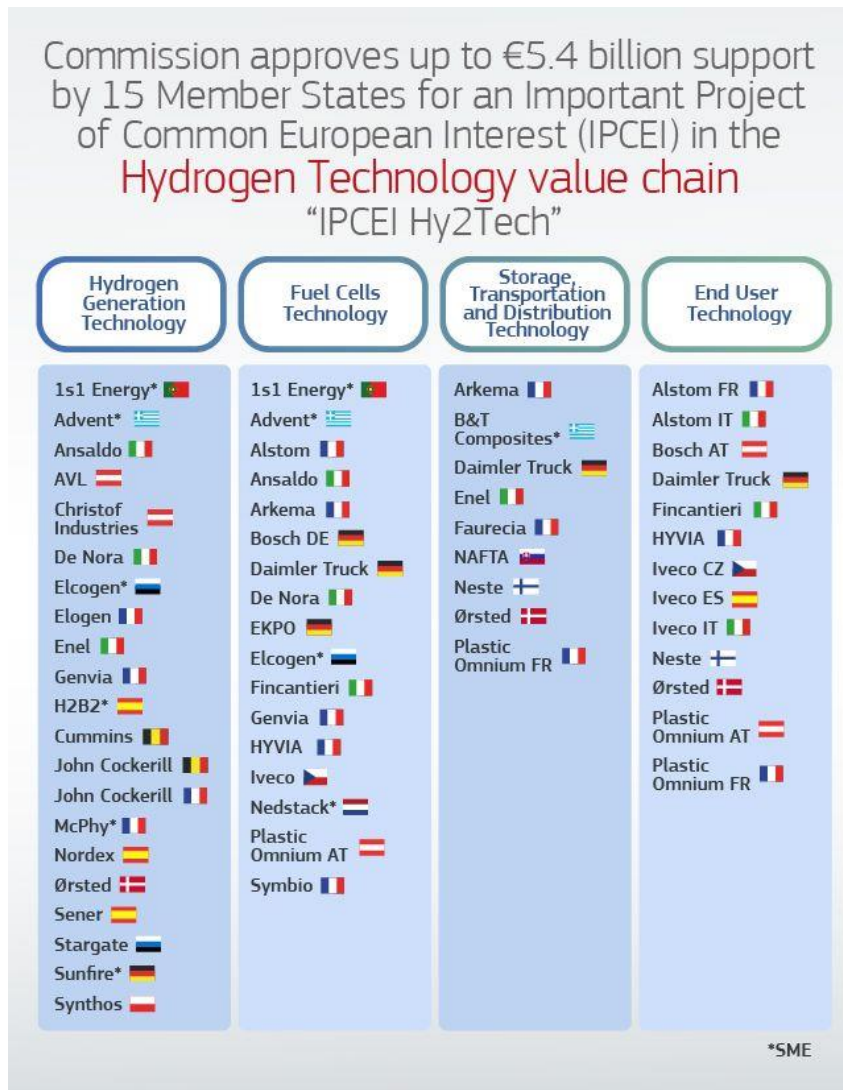 Commission approves up to €5.4 billion support
by 15 Member States for an Important Project
of Common European Interest (IPCEI) in the
Hydrogen Technology value chain
“IPCEI Hy2Tech”
Hydrogen
Generation
Technology
1s1 Energy*
Advent*
Ansaldo
AVL
Christof
Industries
De Nora
Elcogen*
Elogen
Enel
Genvia
H2B2*
Cummins
John Cockerill
John Cockerill
McPhy*
Nordex
Ørsted
Sener
Stargate
Sunfire*
Synthos
Fuel Cells
Technology
1s1 Energy*
Advent*
Alstom
Ansaldo
Arkema
Bosch DE
Daimler Truck
De Nora
EKPO
Elcogen*
Fincantieri
Genvia
HYVIA
Iveco
Nedstack*
Plastic
Omnium AT
Symbio
Storage,
Transportation
and Distribution
Technology
Arkema
B&T
Composites*
Daimler Truck
Enel
Faurecia
NAFTA
Neste
Ørsted
Plastic
Omnium FR
End User
Technology
Alstom FR
Alstom IT
Bosch AT
Daimler Truck
Fincantieri
HYVIA
Iveco CZ
Iveco ES
Iveco IT
Neste
Ørsted
Plastic
Omnium AT
Plastic
Omnium FR
*SME